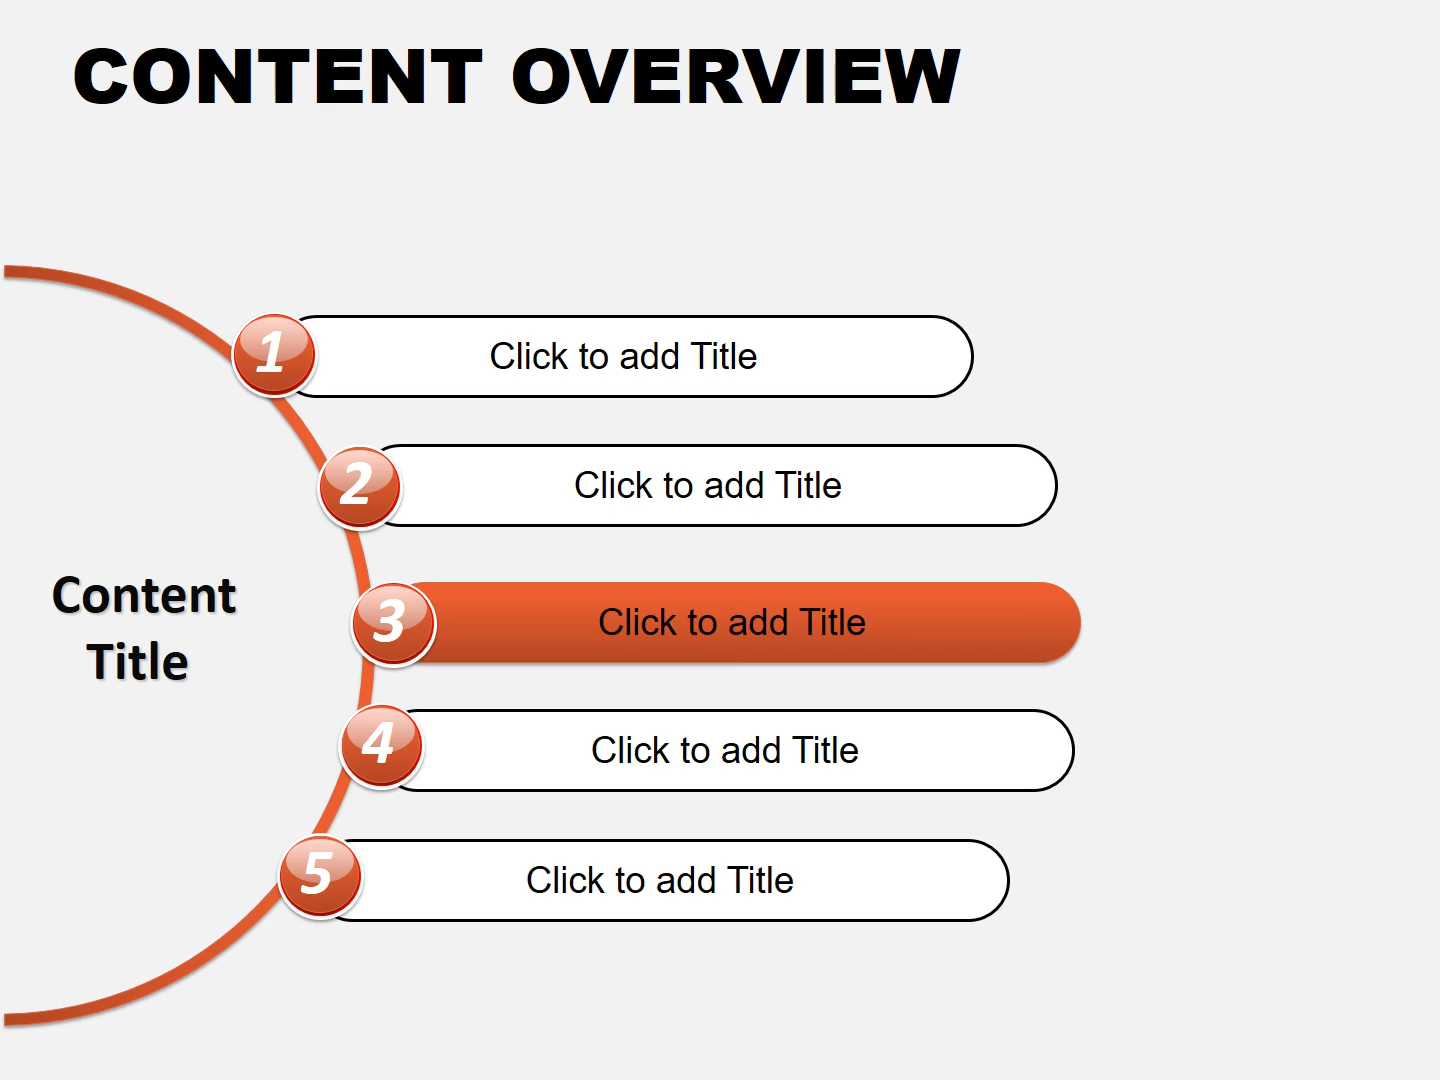 CONTENT OVERVIEW
1 Click to add Title
2 Click to add Title
Content
Title
3 Click to add Title
4 Click to add Title
5 Click to add Title